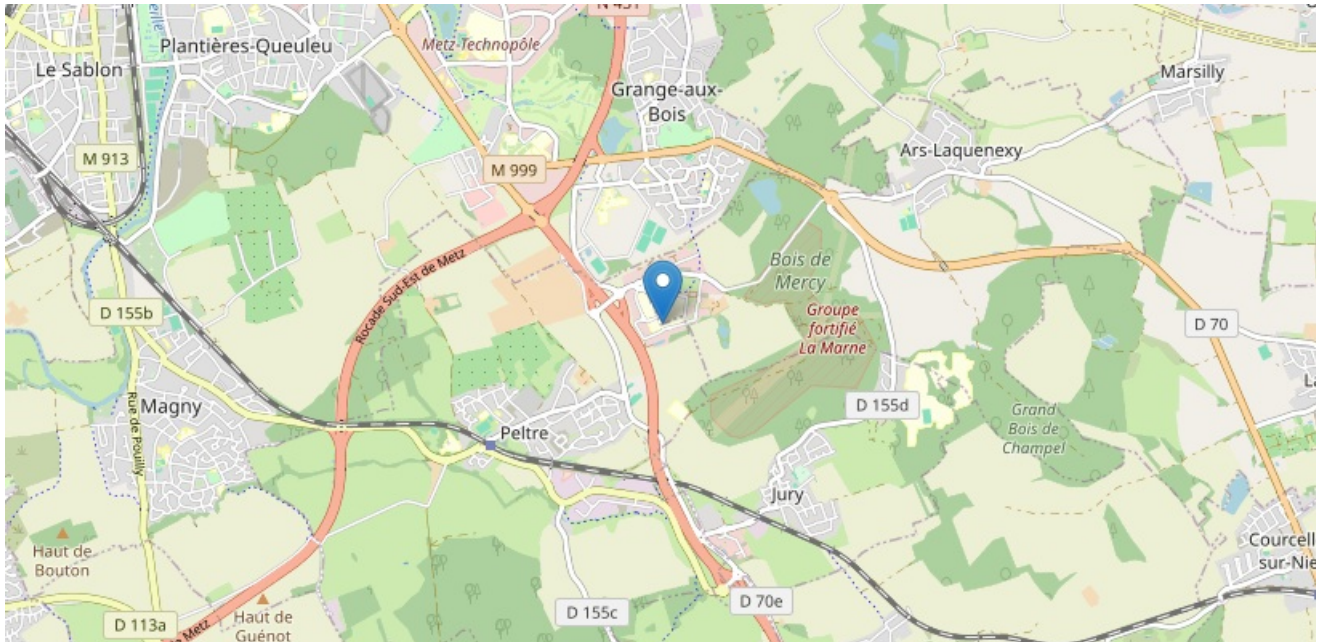 N 431
Plantières-Queuleu
Metz-Technopôle
Le Sablon
Grange-aux-
Bois
Marsilly
M 913
Ars-Laquenexy
M 999
Bois de
Mercy
Rocade Sud-Est de Metz
D 155b
Groupe
fortifié
La Marne
D 70
Magny
Rue de Pouilly
D 155d
Peltre
Grand
Bois de
Champel
Jury
Haut de
Bouton
Courcell
sur-Nie
D 70e
D 155c
Haut de
Guénot
D 113a
Metz